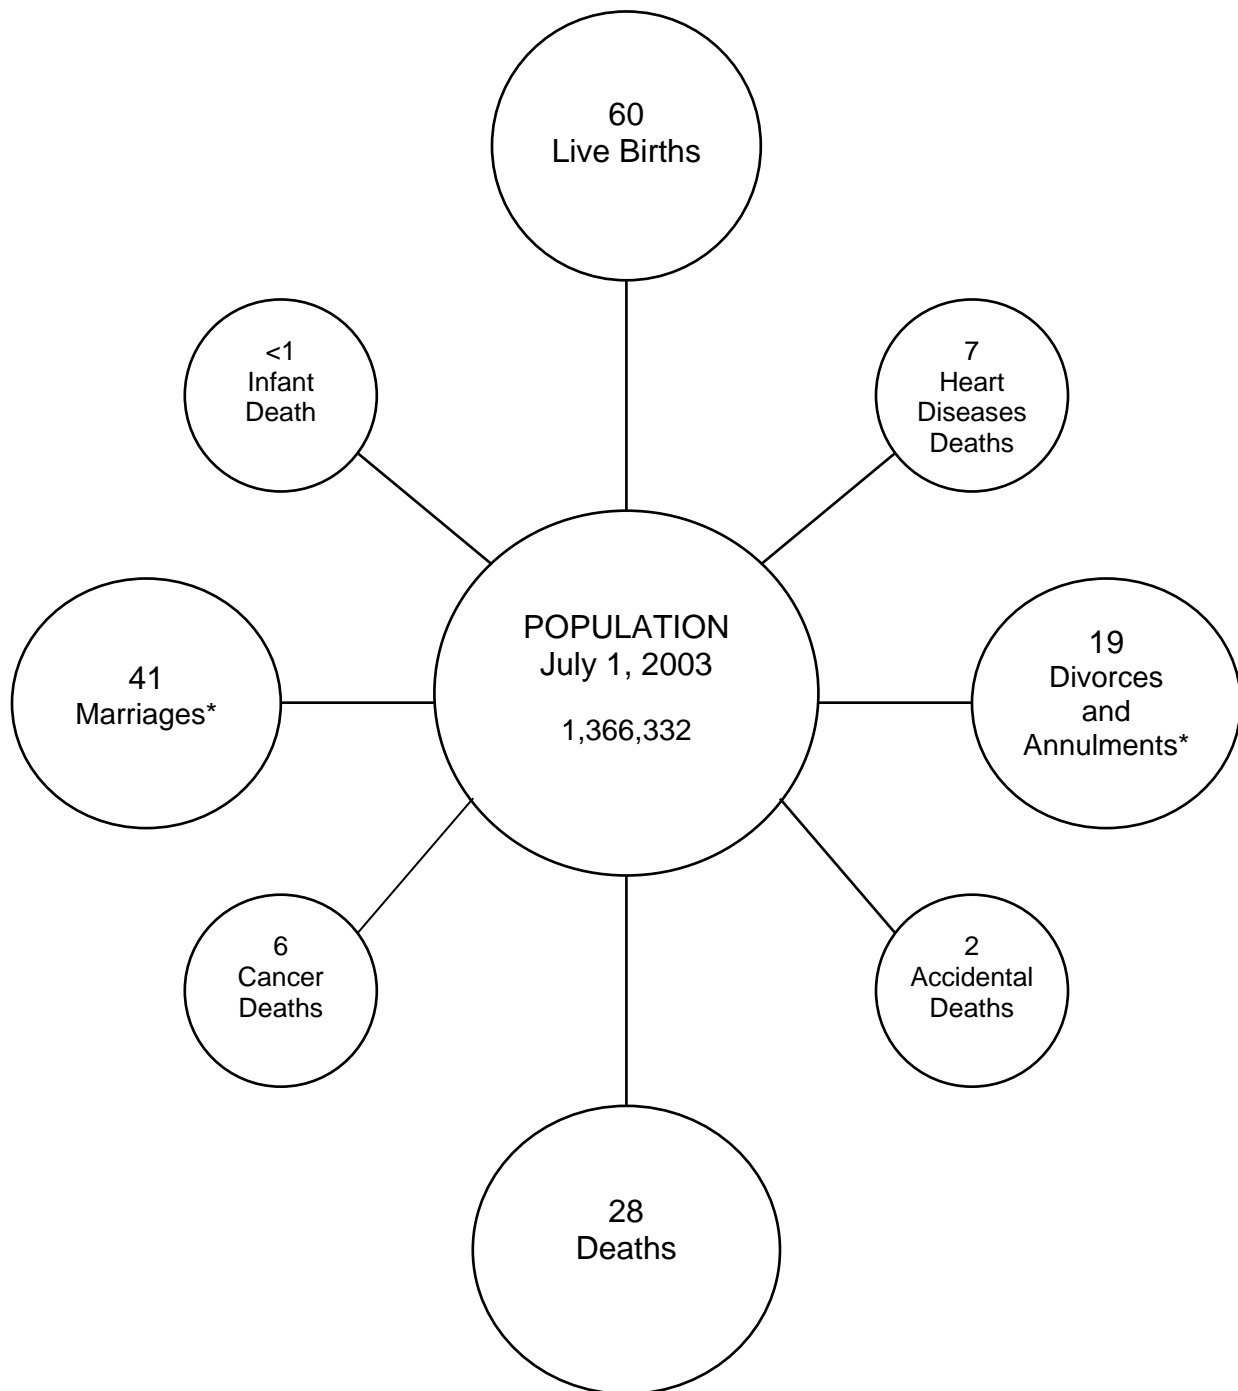 60
Live Births
<1
Infant
Death
7
Heart
Diseases
Deaths
41
Marriages*
POPULATION
July 1, 2003
1,366,332
19
Divorces
and
Annulments*
6
Cancer
Deaths
2
Accidental
Deaths
28
Deaths